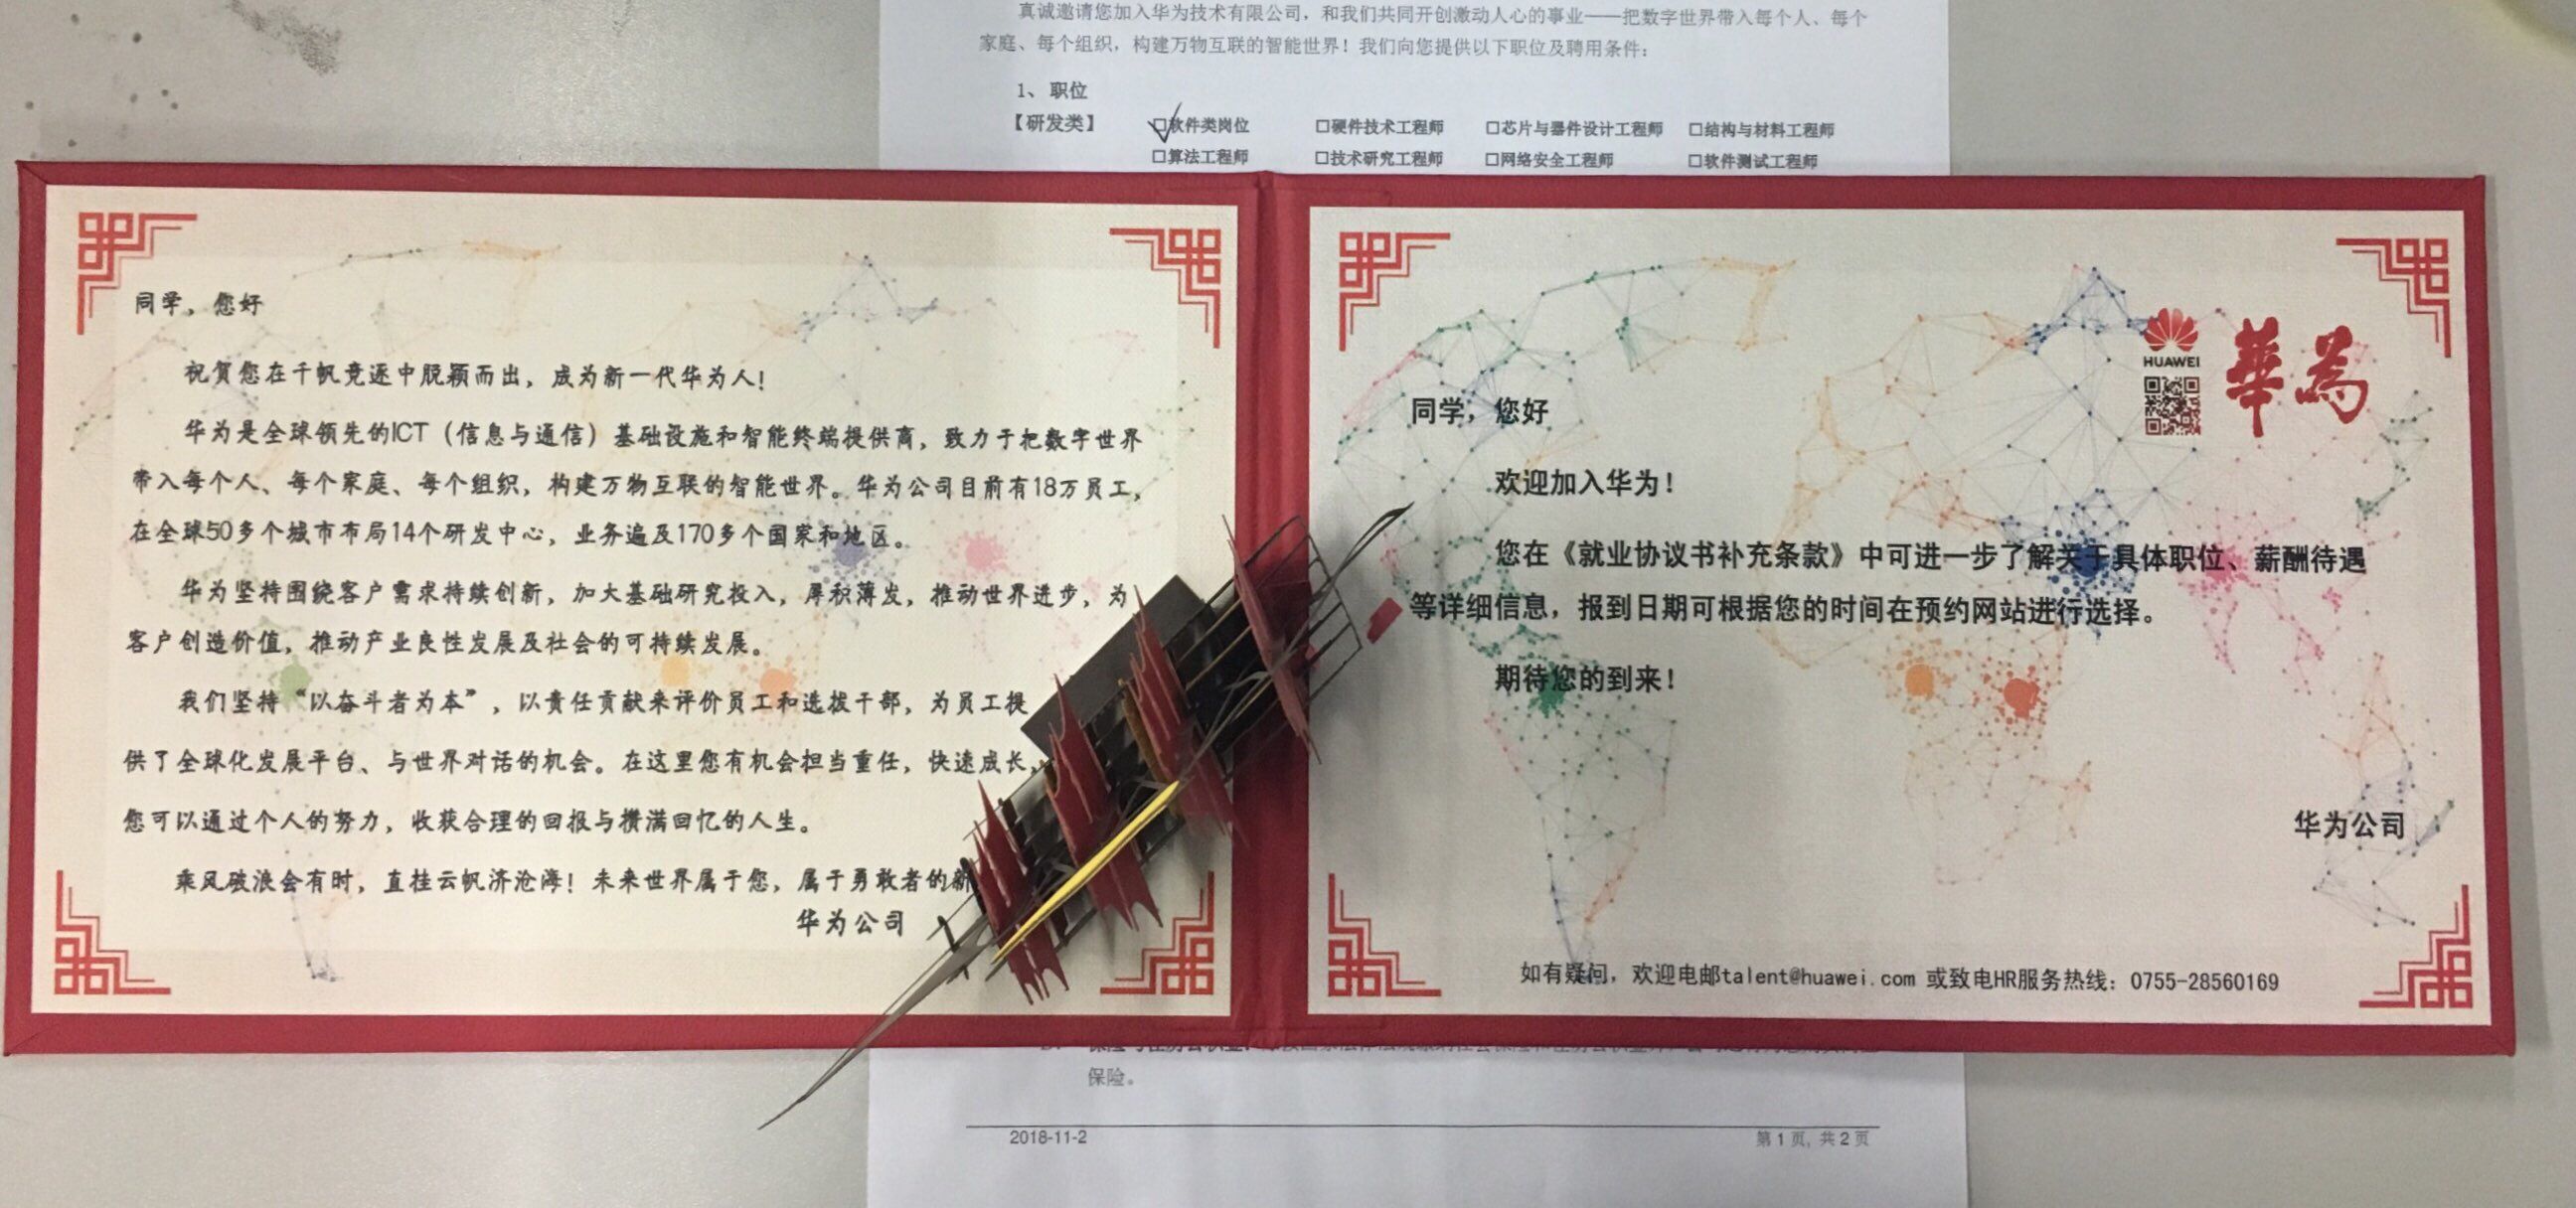 真诚邀请您加入华为技术有限公司，和我们共同开创激动人心的事业——把数字世界带入每个人、每个
家庭、每个组织，构建万物互联的智能世界！我们向您提供以下职位及聘用条件：
1、 职位
【研发类】 □软件类岗位 □硬件技术工程师 □芯片与器件设计工程师 □结构与材料工程师
□算法工程师 □技术研究工程师 □网络安全工程师 □软件测试工程师
同学，您好
祝贺您在千帆竞逐中脱颖而出，成为新一代华为人！
华为是全球领先的ICT（信息与通信）基础设施和智能终端提供商，致力于把数字世界
带入每个人、每个家庭、每个组织，构建万物互联的智能世界。华为公司目前有18万员工，
在全球50多个城市布局14个研发中心，业务遍及170多个国家和地区。
华为坚持围绕客户需求持续创新，加大基础研究投入，厚积薄发，推动世界进步，为
客户创造价值，推动产业良性发展及社会的可持续发展。
我们坚持“以奋斗者为本”，以责任贡献来评价员工和选拔干部，为员工提
供了全球化发展平台、与世界对话的机会。在这里您有机会担当重任，快速成长，
您可以通过个人的努力，收获合理的回报与横满回忆的人生。
乘风破浪会有时，直挂云帆济沧海！未来世界属于您，属于勇敢者的新
华为公司
HUAWEI
華為
同学，您好
欢迎加入华为！
您在《就业协议书补充条款》中可进一步了解关于具体职位、薪酬待遇
等详细信息，报到日期可根据您的时间在预约网站进行选择。
期待您的到来！
华为公司
如有疑问，欢迎电邮talent@huawei.com 或致电HR服务热线：0755-28560169
保险。
2018-11-2 第 1 页, 共 2 页